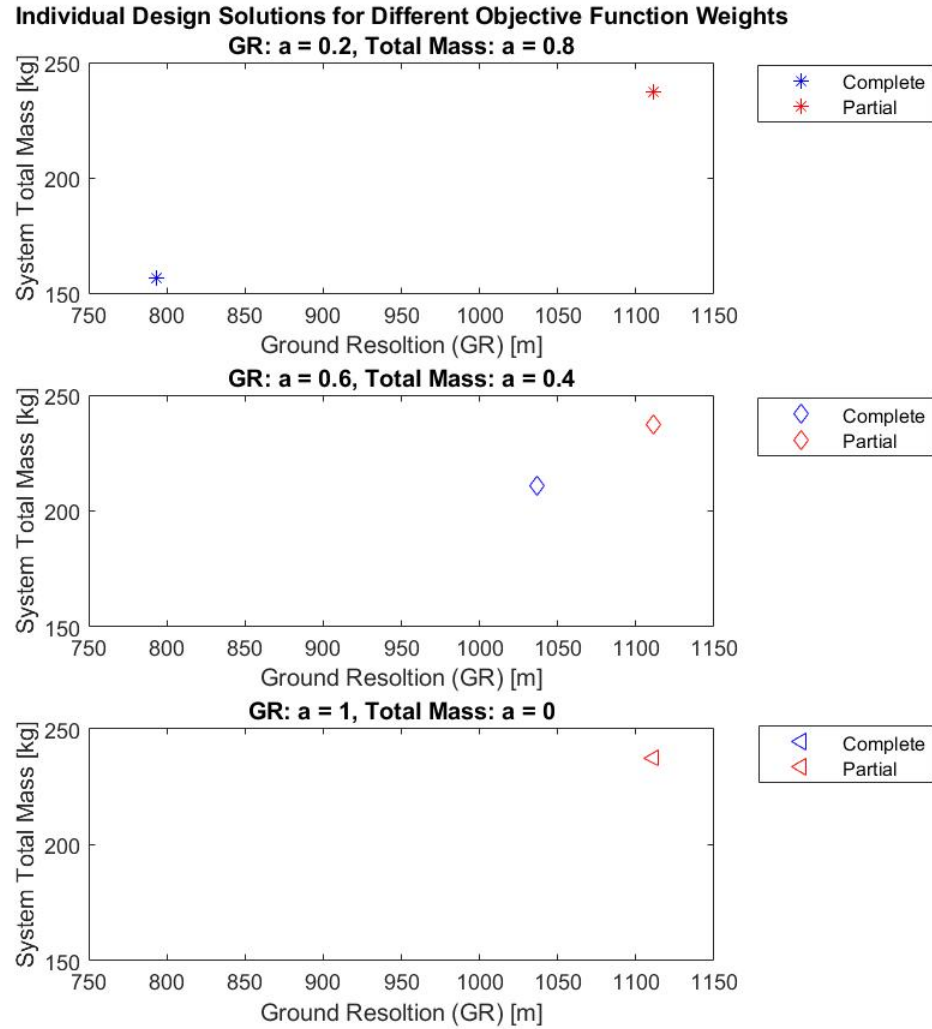 Individual Design Solutions for Different Objective Function Weights
GR: a = 0.2, Total Mass: a = 0.8
System Total Mass [kg]
250
200
150
750 800 850 900 950 1000 1050 1100 1150
Ground Resoltion (GR) [m]
Complete
Partial
GR: a = 0.6, Total Mass: a = 0.4
System Total Mass [kg]
250
200
150
750 800 850 900 950 1000 1050 1100 1150
Ground Resoltion (GR) [m]
Complete
Partial
GR: a = 1, Total Mass: a = 0
System Total Mass [kg]
250
200
150
750 800 850 900 950 1000 1050 1100 1150
Ground Resoltion (GR) [m]
Complete
Partial